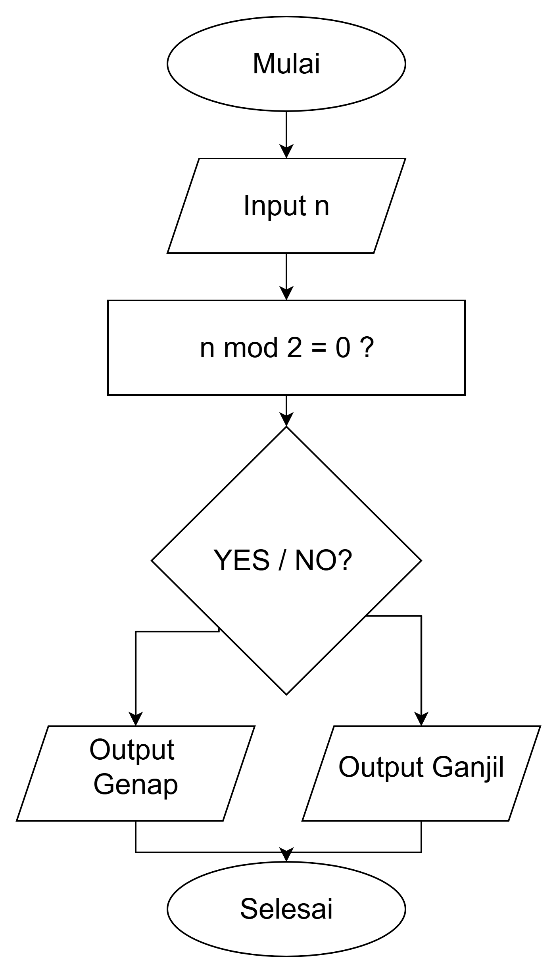 Mulai
Input n
n mod 2 = 0 ?
YES / NO?
Output
Genap
Output Ganjil
Selesai